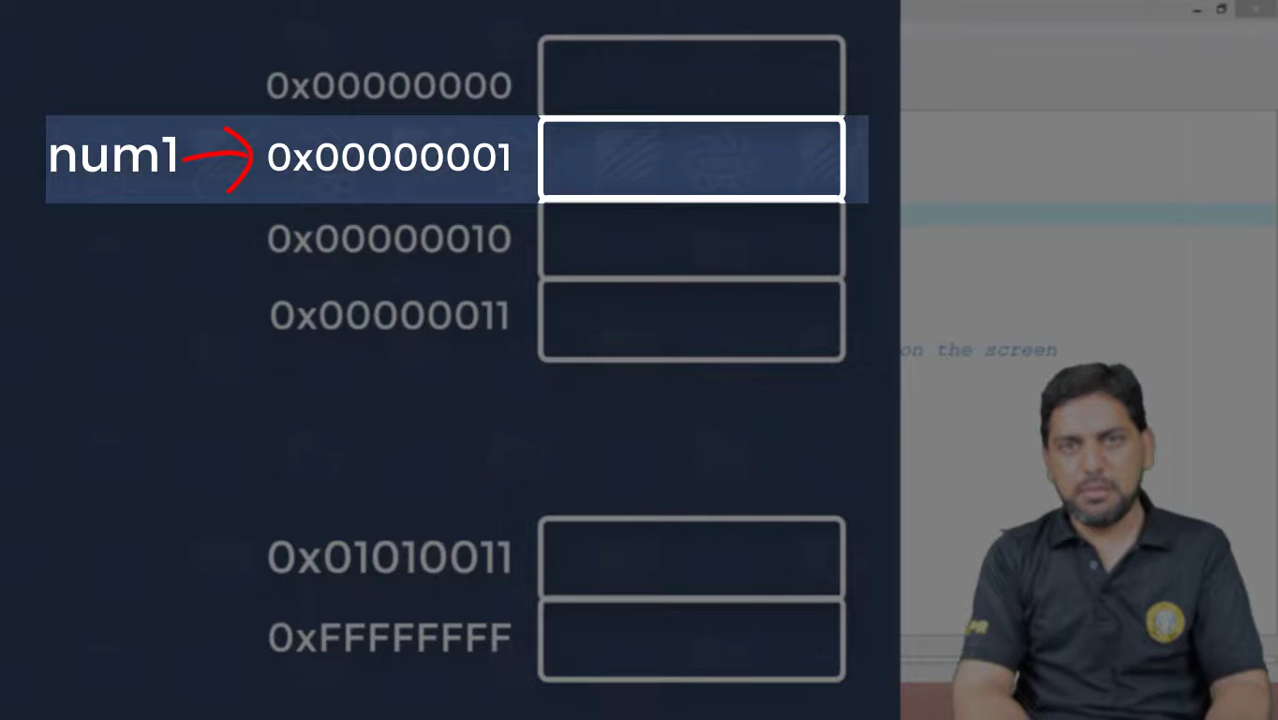 0x00000000
num1 0x00000001
0x00000010
0x00000011
on the screen
0x01010011
0xFFFFFFFF